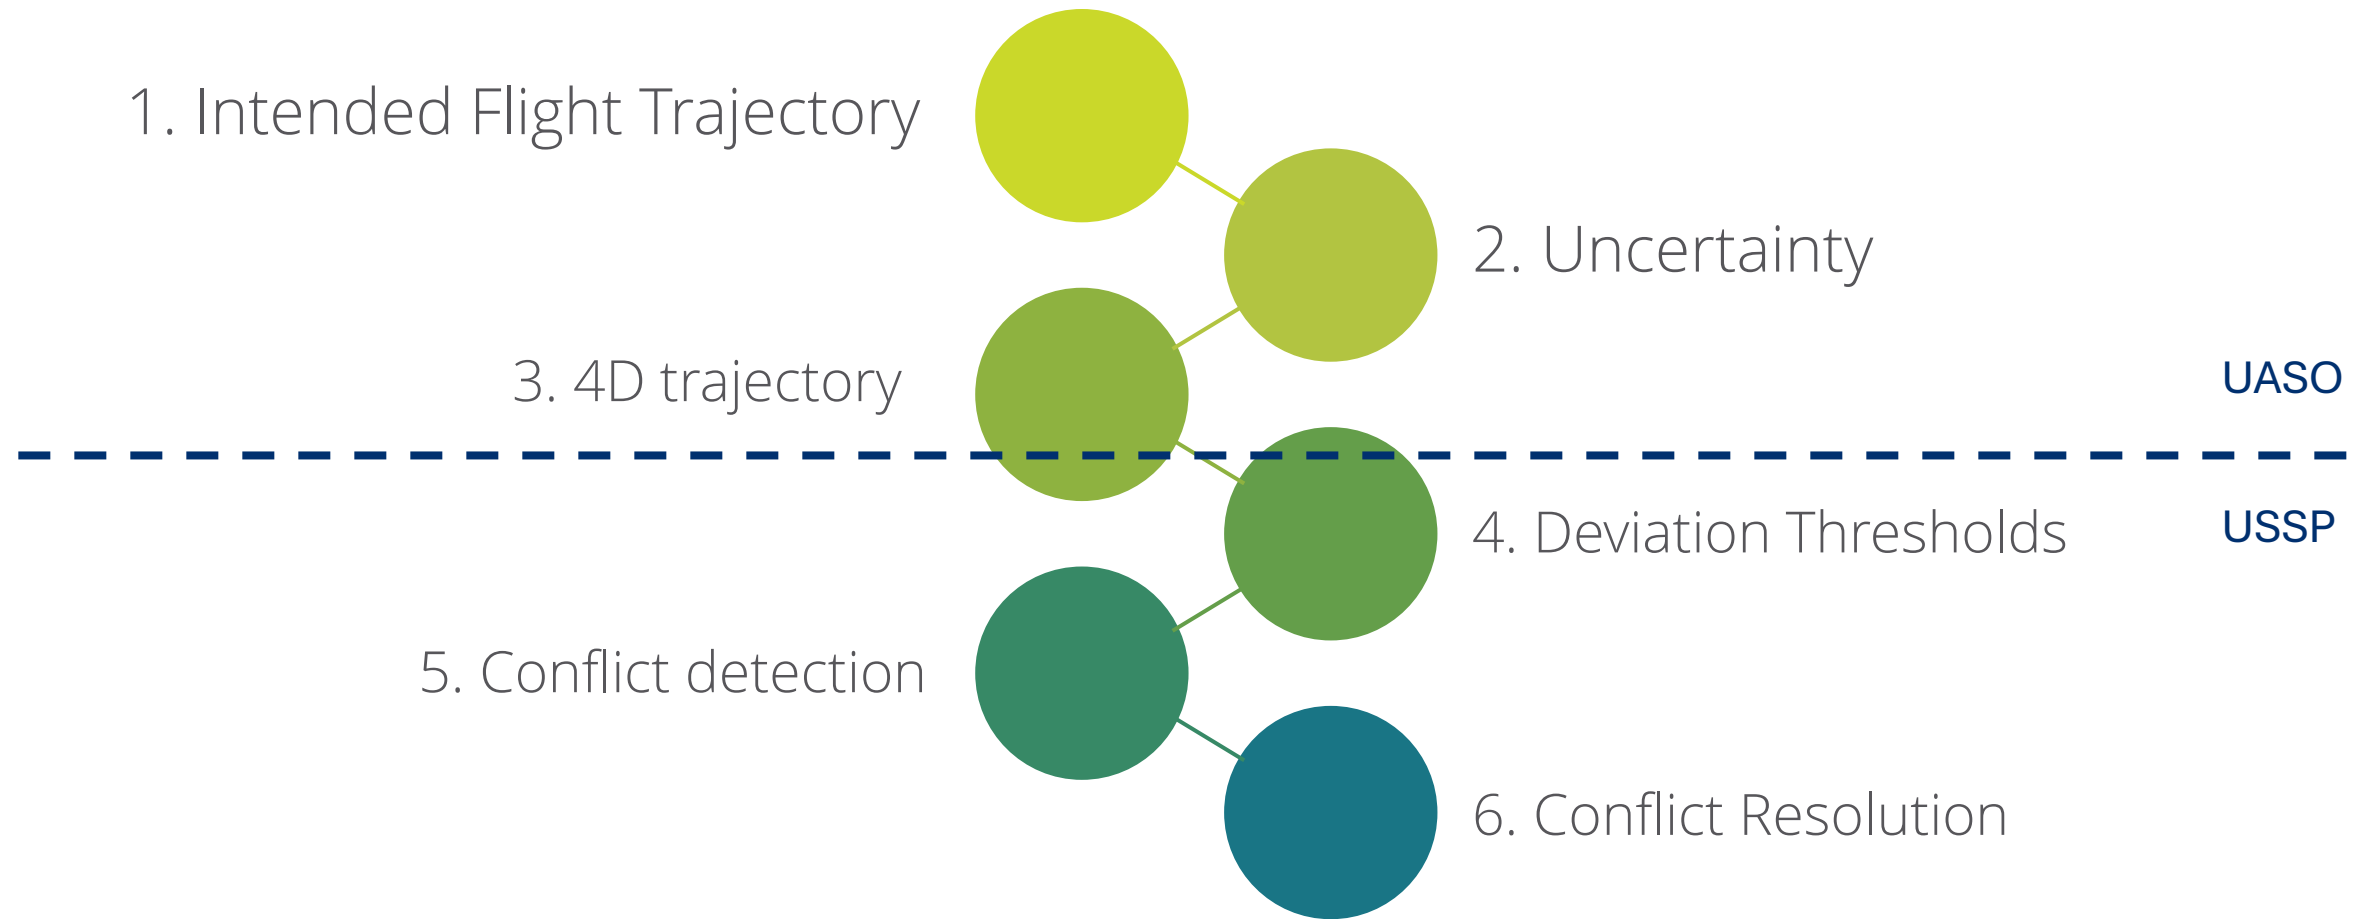 1. Intended Flight Trajectory
2. Uncertainty
3. 4D trajectory
UASO
4. Deviation Thresholds
USSP
5. Conflict detection
6. Conflict Resolution